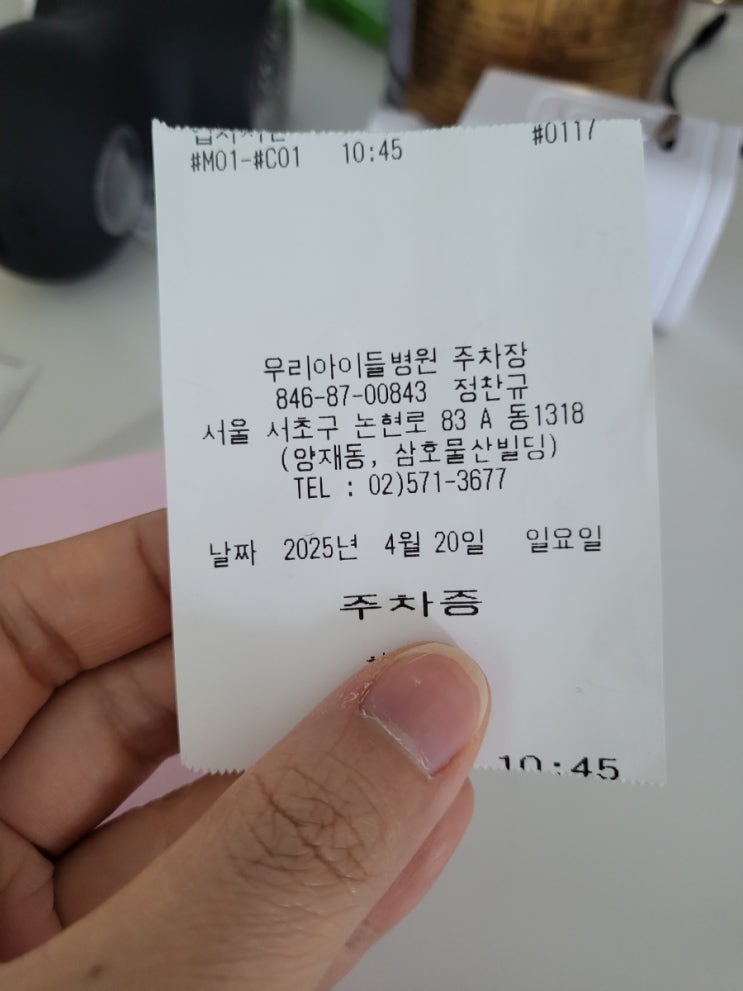 #0117
#M01-#C01 10:45
우리아이들병원 주차장
846-87-00843 정찬규
서울 서초구 논현로 83 A 동1318
(양재동, 삼호물산빌딩)
TEL : 02)571-3677
날짜 2025년 4월 20일 일요일
주차증
10:45